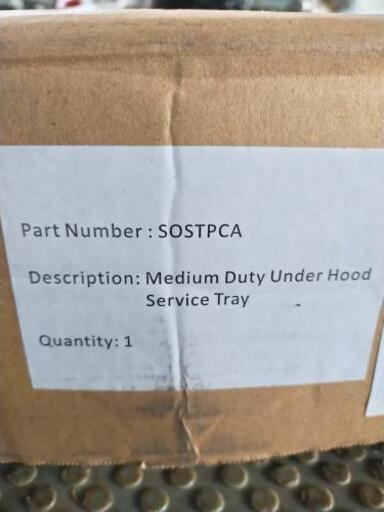 Part Number : SOSTPCA
Description: Medium Duty Under Hood
Service Tray
Quantity: 1